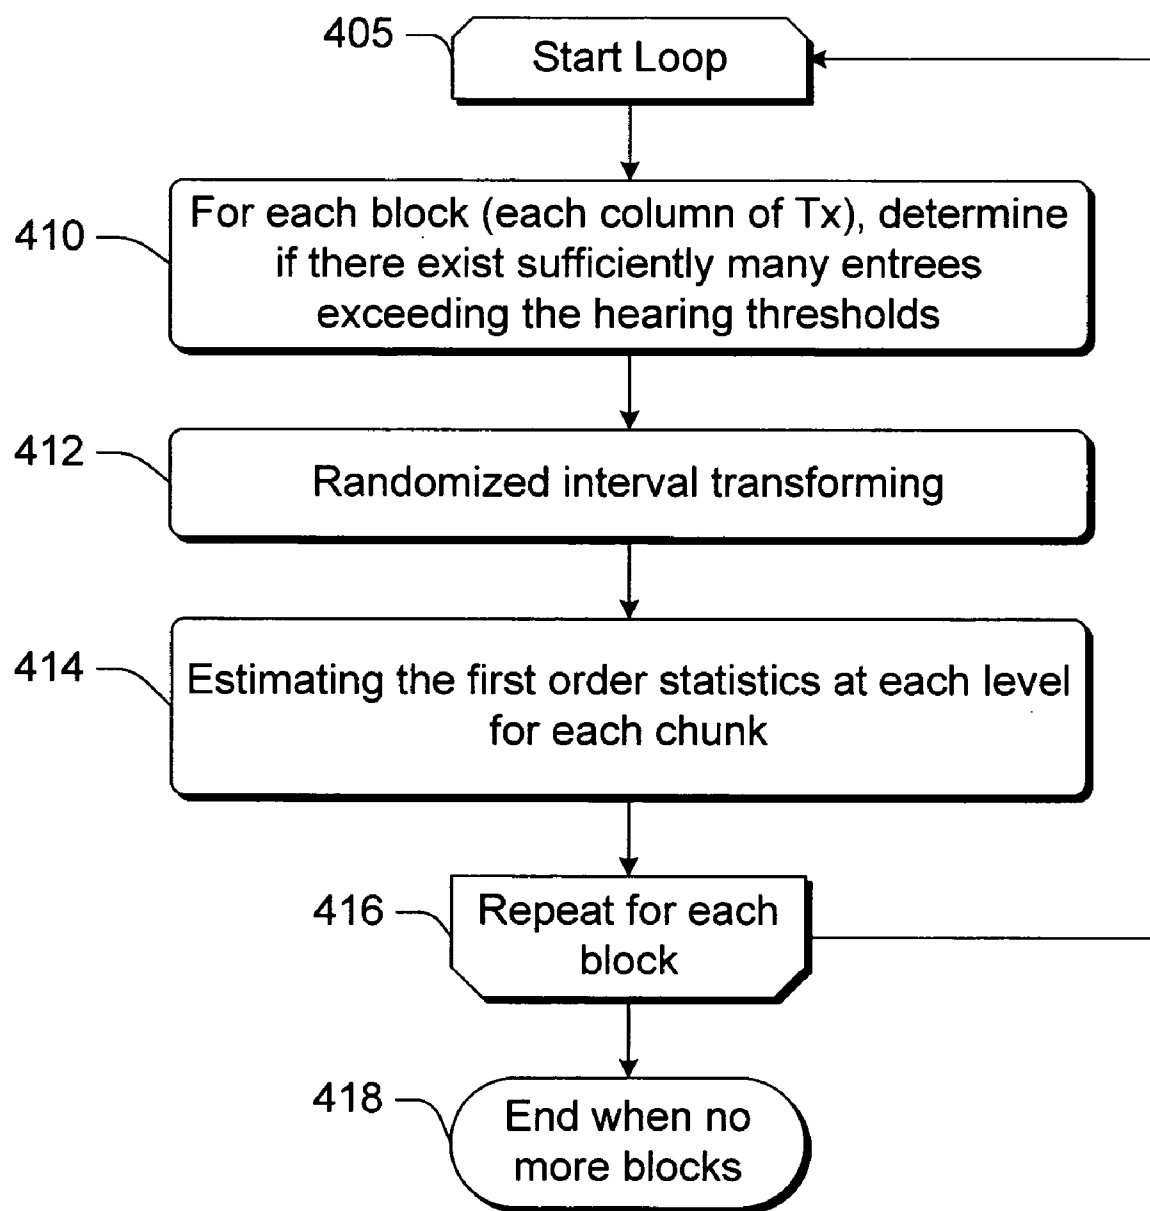 405
Start Loop
410
For each block (each column of Tx), determine
if there exist sufficiently many entrees
exceeding the hearing thresholds
412
Randomized interval transforming
414
Estimating the first order statistics at each level
for each chunk
416
Repeat for each
block
418
End when no
more blocks